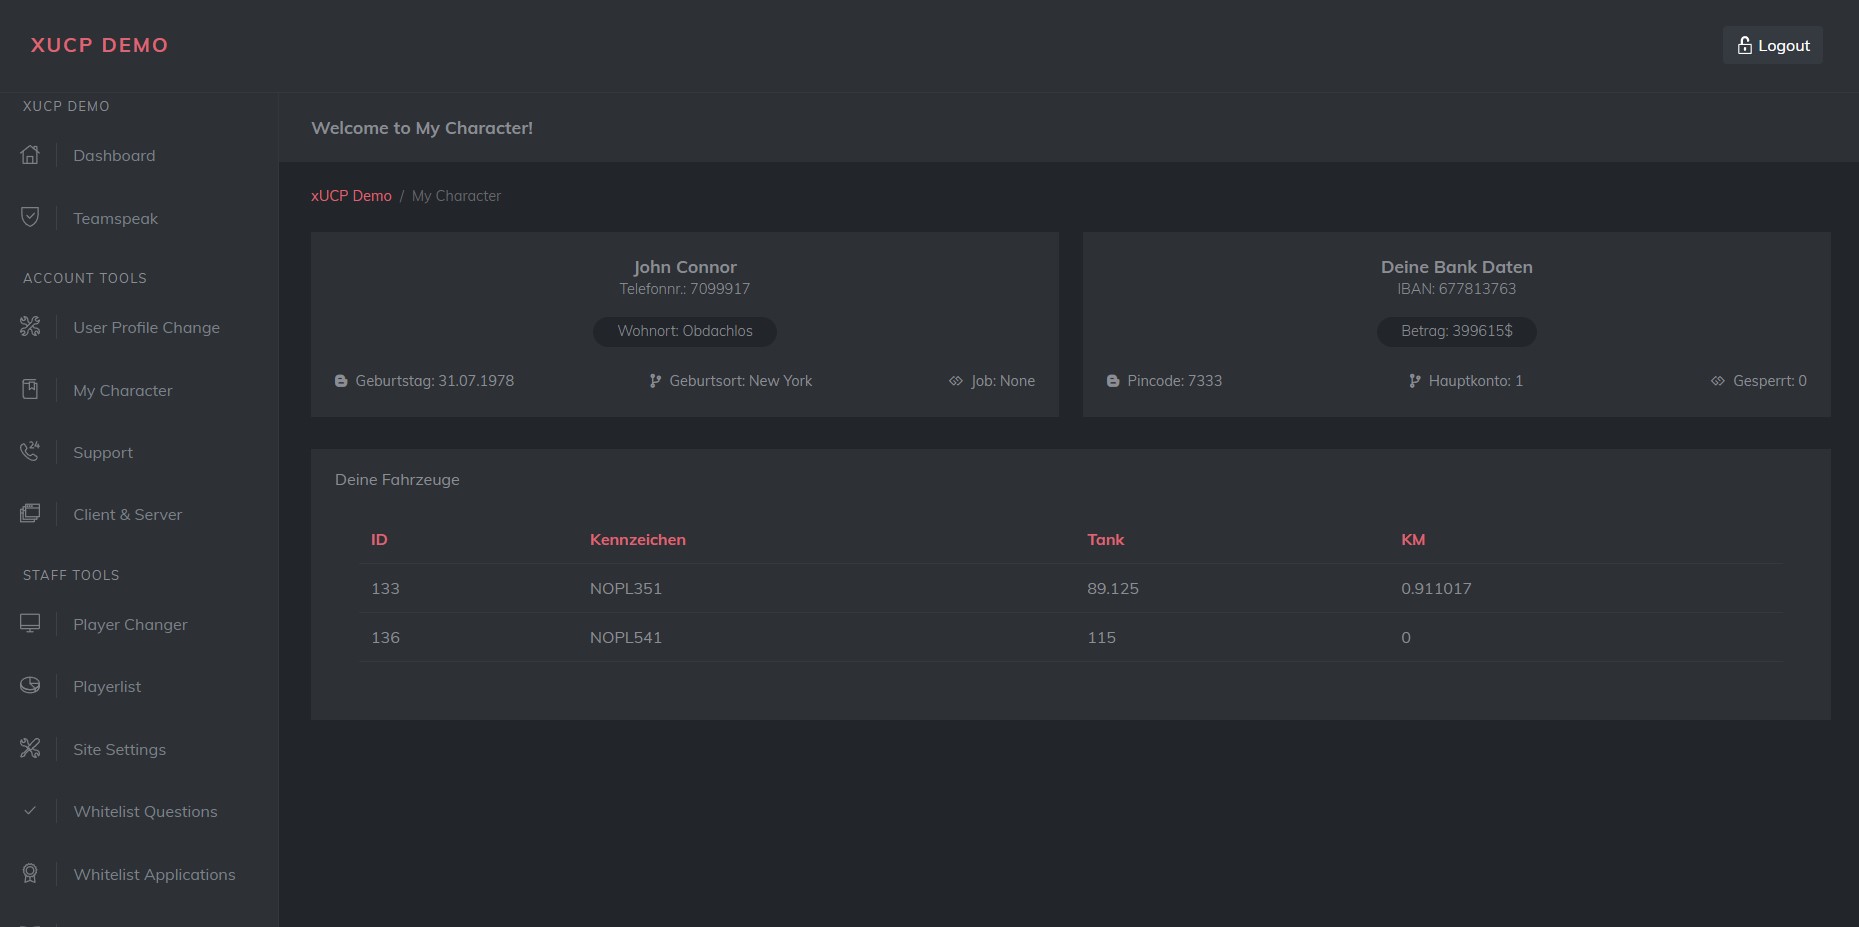 XUCP DEMO
Logout
XUCP DEMO
Dashboard
Teamspeak
ACCOUNT TOOLS
User Profile Change
My Character
24
Support
Client & Server
STAFF TOOLS
Player Changer
Playerlist
Site Settings
Whitelist Questions
Whitelist Applications
Welcome to My Character!
xUCP Demo / My Character
John Connor
Telefonnr.: 7099917
Wohnort: Obdachlos
Geburtstag: 31.07.1978
Geburtsort: New York
Job: None
Deine Bank Daten
IBAN: 677813763
Betrag: 399615$
Pincode: 7333
Hauptkonto: 1
Gesperrt: 0
Deine Fahrzeuge
ID Kennzeichen Tank KM
133 NOPL351 89.125 0.911017
136 NOPL541 115 0